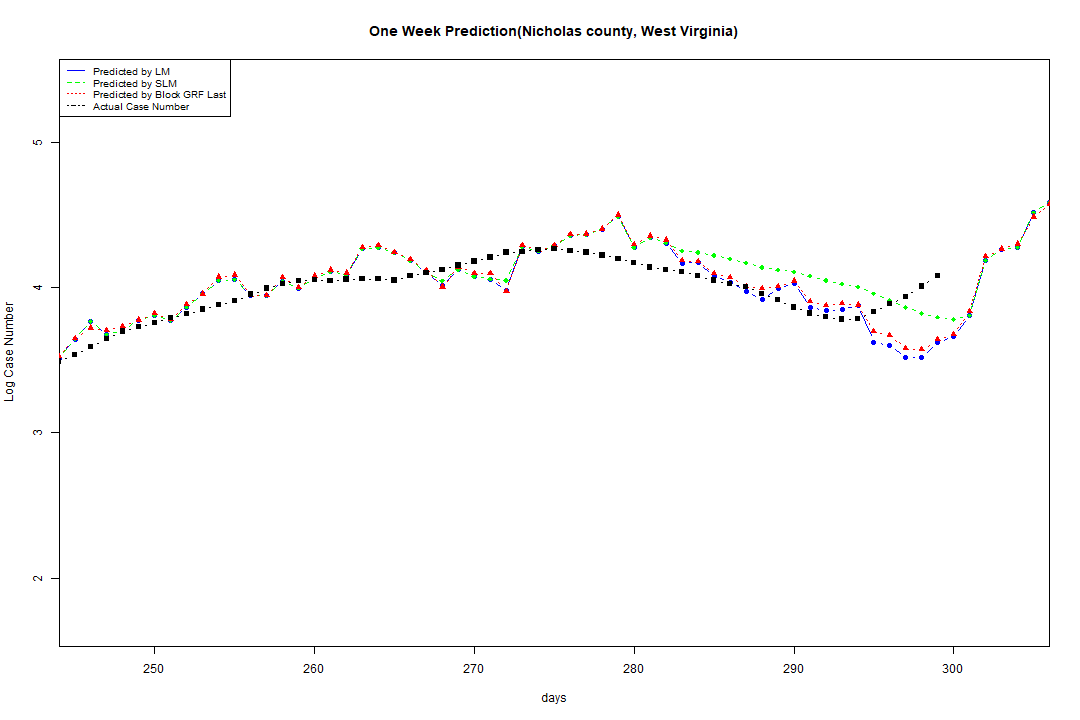 One Week Prediction(Nicholas county, West Virginia)
Predicted by LM
Predicted by SLM
Predicted by Block GRF Last
Actual Case Number
5
4
3
2
Log Case Number
250 260 270 280 290 300
days